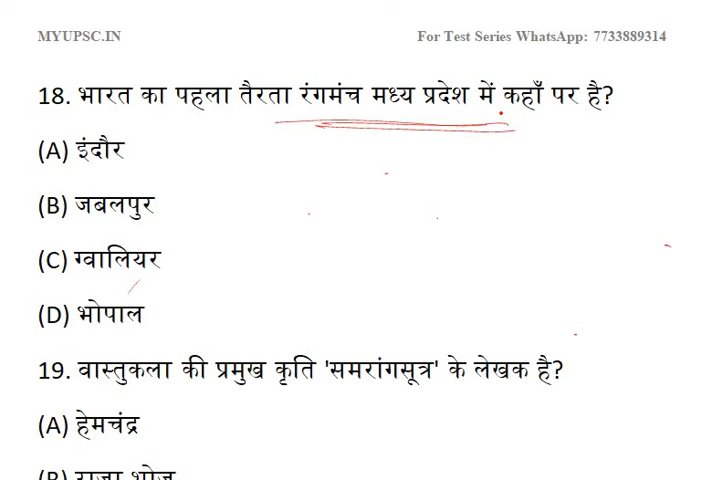 MYUPSC.IN
For Test Series WhatsApp: 7733889314
18. भारत का पहला तैरता रंगमंच मध्य प्रदेश में कहाँ पर है?
(A) इंदौर
(B) जबलपुर
(C) ग्वालियर
(D) भोपाल
19. वास्तुकला की प्रमुख कृति 'समरांगसूत्र' के लेखक है?
(A) हेमचंद्र
(B) राजा भोज